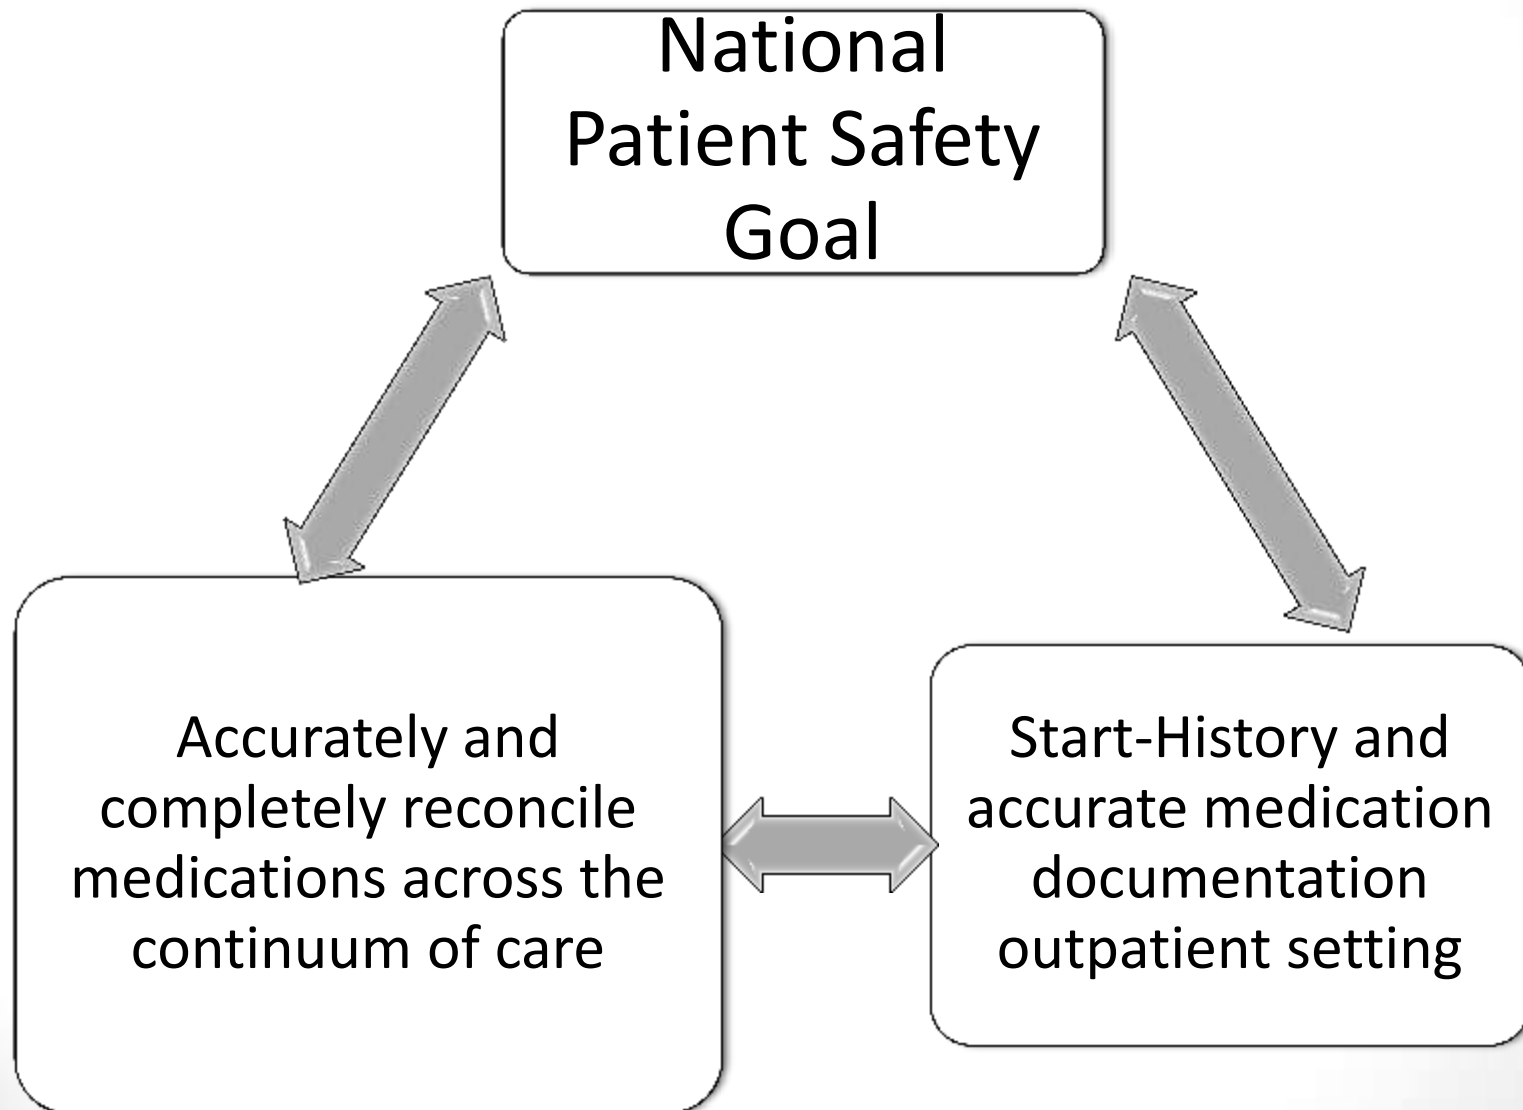 National
Patient Safety
Goal
Accurately and
completely reconcile
medications across the
continuum of care
Start-History and
accurate medication
documentation
outpatient setting